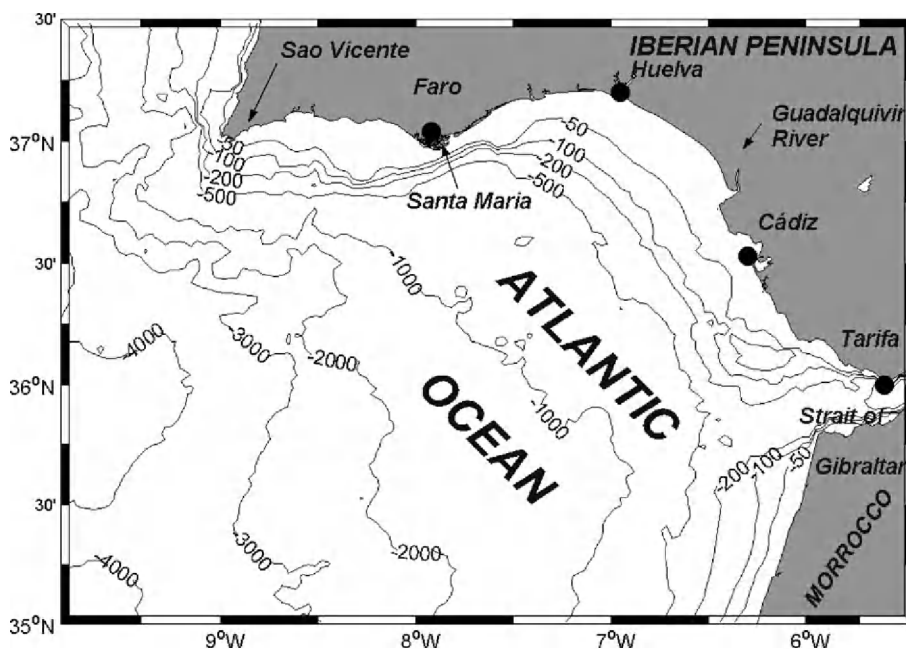 30'
Sao Vicente
IBERIAN PENINSULA
Huelva
Faro
Guadalquivir
River
37°N
-50
-100
-200
-500
-50
-100
-200
-500
Santa Maria
Cádiz
30'
-1000
ATLANTIC
OCEAN
-4000
-3000
-2000
-1000
Tarifa
36°N
Strait of
Gibraltar
-200
-100
-50
30'
-4000
-3000
-2000
MORROCCO
35°N
9°W
8°W
7°W
6°W